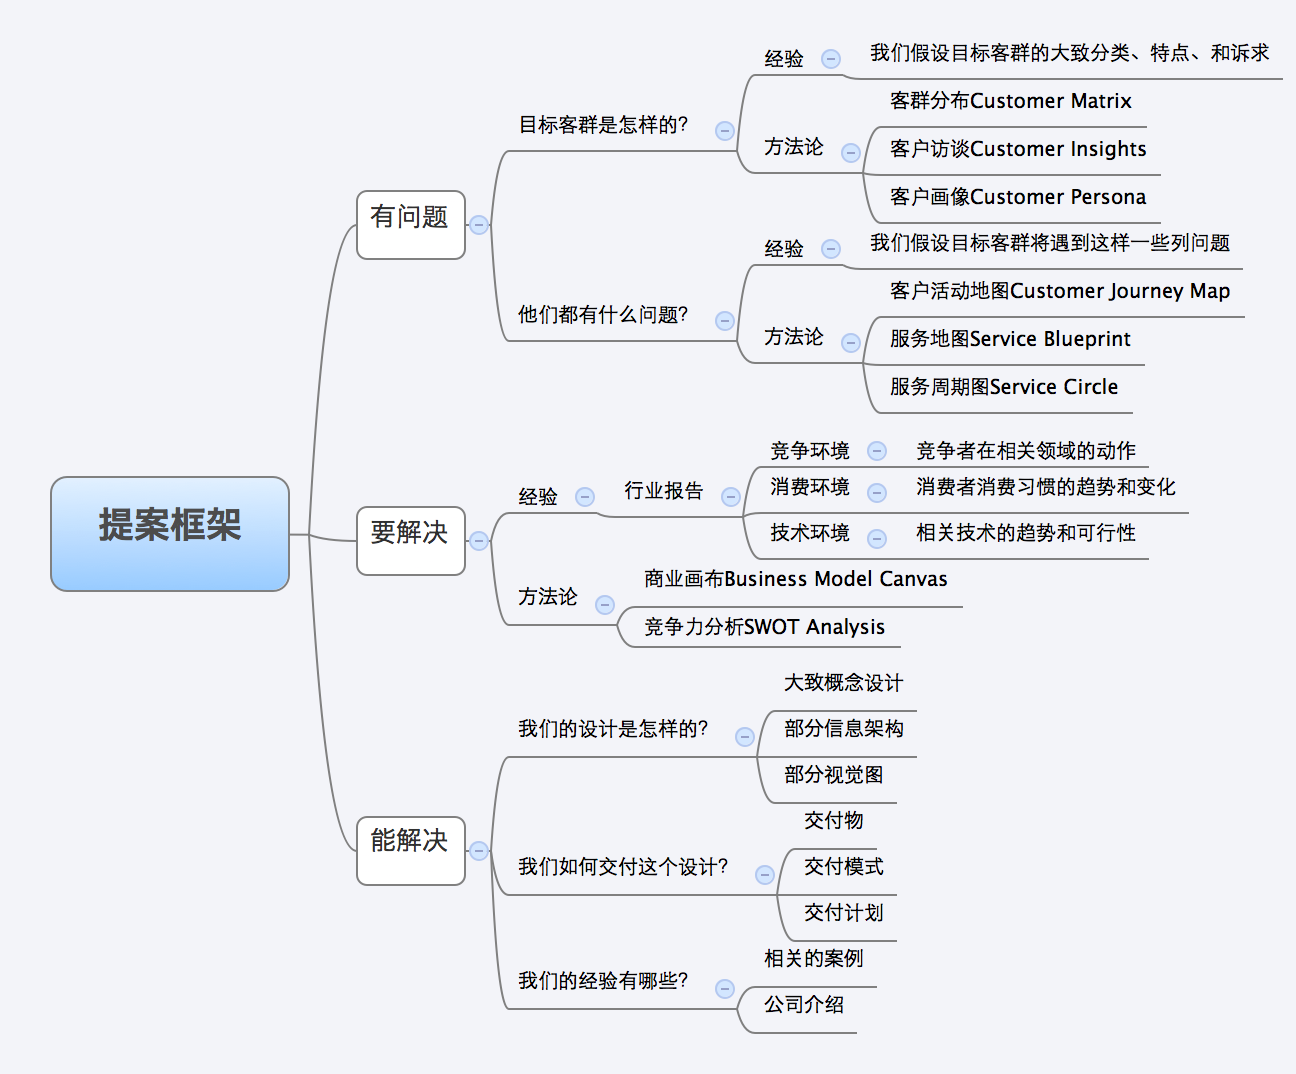 提案框架
有问题
目标客群是怎样的?
经验
我们假设目标客群的大致分类、特点、和诉求
方法论
客群分布Customer Matrix
客户访谈Customer Insights
客户画像Customer Persona
他们都有什么问题?
经验
我们假设目标客群将遇到这样一些列问题
方法论
客户活动地图Customer Journey Map
服务地图Service Blueprint
服务周期图Service Circle
要解决
经验
行业报告
竞争环境
竞争者在相关领域的动作
消费环境
消费者消费习惯的趋势和变化
技术环境
相关技术的趋势和可行性
方法论
商业画布Business Model Canvas
竞争力分析SWOT Analysis
能解决
我们的设计是怎样的?
大致概念设计
部分信息架构
部分视觉图
我们如何交付这个设计?
交付物
交付模式
交付计划
我们的经验有哪些?
相关的案例
公司介绍